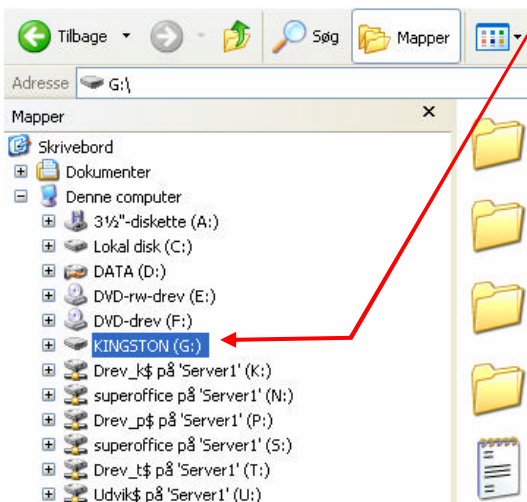 Tilbage Søg Mapper
Adresse G:\
Mapper x
Skrivebord
Dokumenter
Denne computer
3½"-diskette (A:)
Lokal disk (C:)
DATA (D:)
DVD-rw-drev (E:)
DVD-drev (F:)
KINGSTON (G:)
Drev_k$ på 'Server1' (K:)
superoffice på 'Server1' (N:)
Drev_p$ på 'Server1' (P:)
superoffice på 'Server1' (S:)
Drev_t$ på 'Server1' (T:)
Udvik$ på 'Server1' (U:)